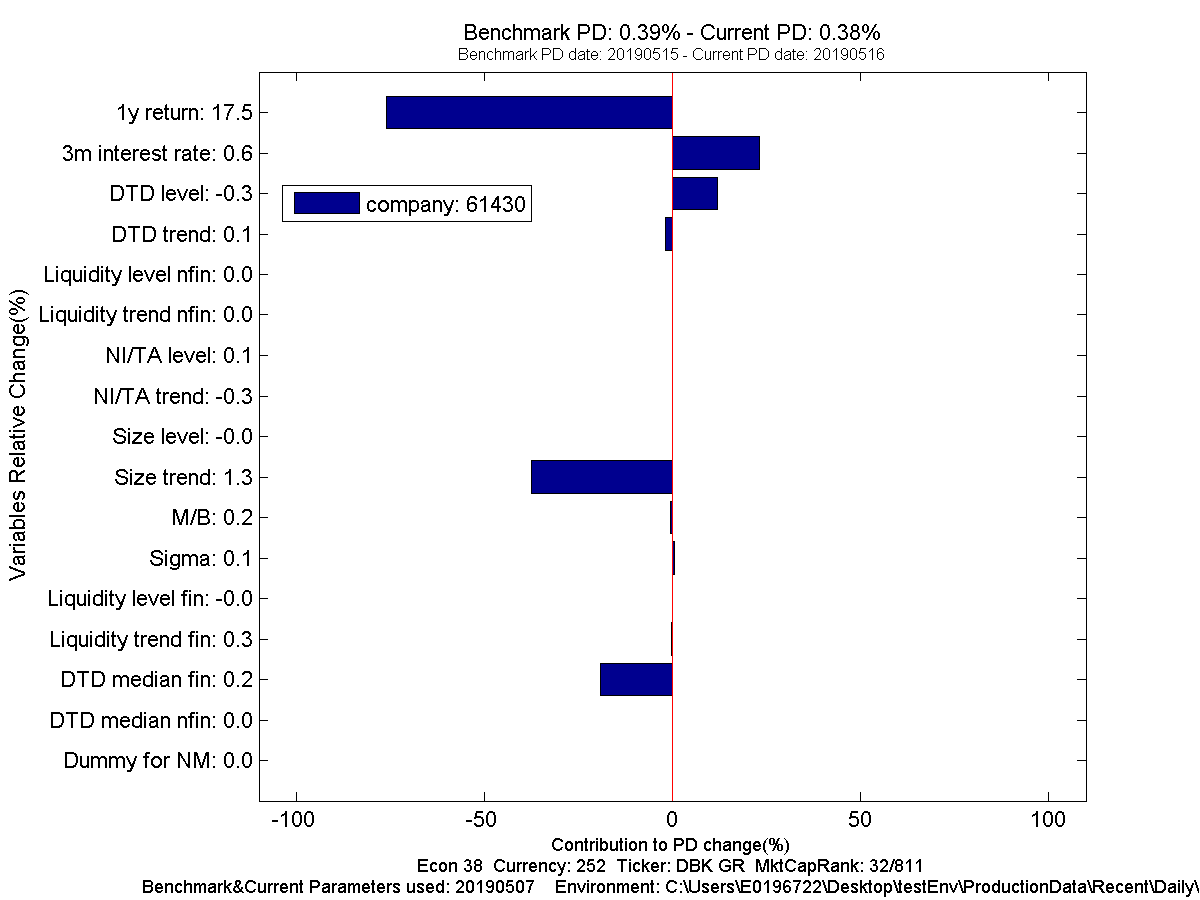 Benchmark PD: 0.39% - Current PD: 0.38%
Benchmark PD date: 20190515 - Current PD date: 20190516
Variables Relative Change(%)
1y return: 17.5
3m interest rate: 0.6
DTD level: -0.3
company: 61430
DTD trend: 0.1
Liquidity level nfin: 0.0
Liquidity trend nfin: 0.0
NI/TA level: 0.1
NI/TA trend: -0.3
Size level: -0.0
Size trend: 1.3
M/B: 0.2
Sigma: 0.1
Liquidity level fin: -0.0
Liquidity trend fin: 0.3
DTD median fin: 0.2
DTD median nfin: 0.0
Dummy for NM: 0.0
-100 -50 0 50 100
Contribution to PD change(%)
Econ 38 Currency: 252 Ticker: DBK GR MktCapRank: 32/811
Benchmark&Current Parameters used: 20190507 Environment: C:\Users\E0196722\Desktop\testEnv\ProductionData\Recent\Daily\